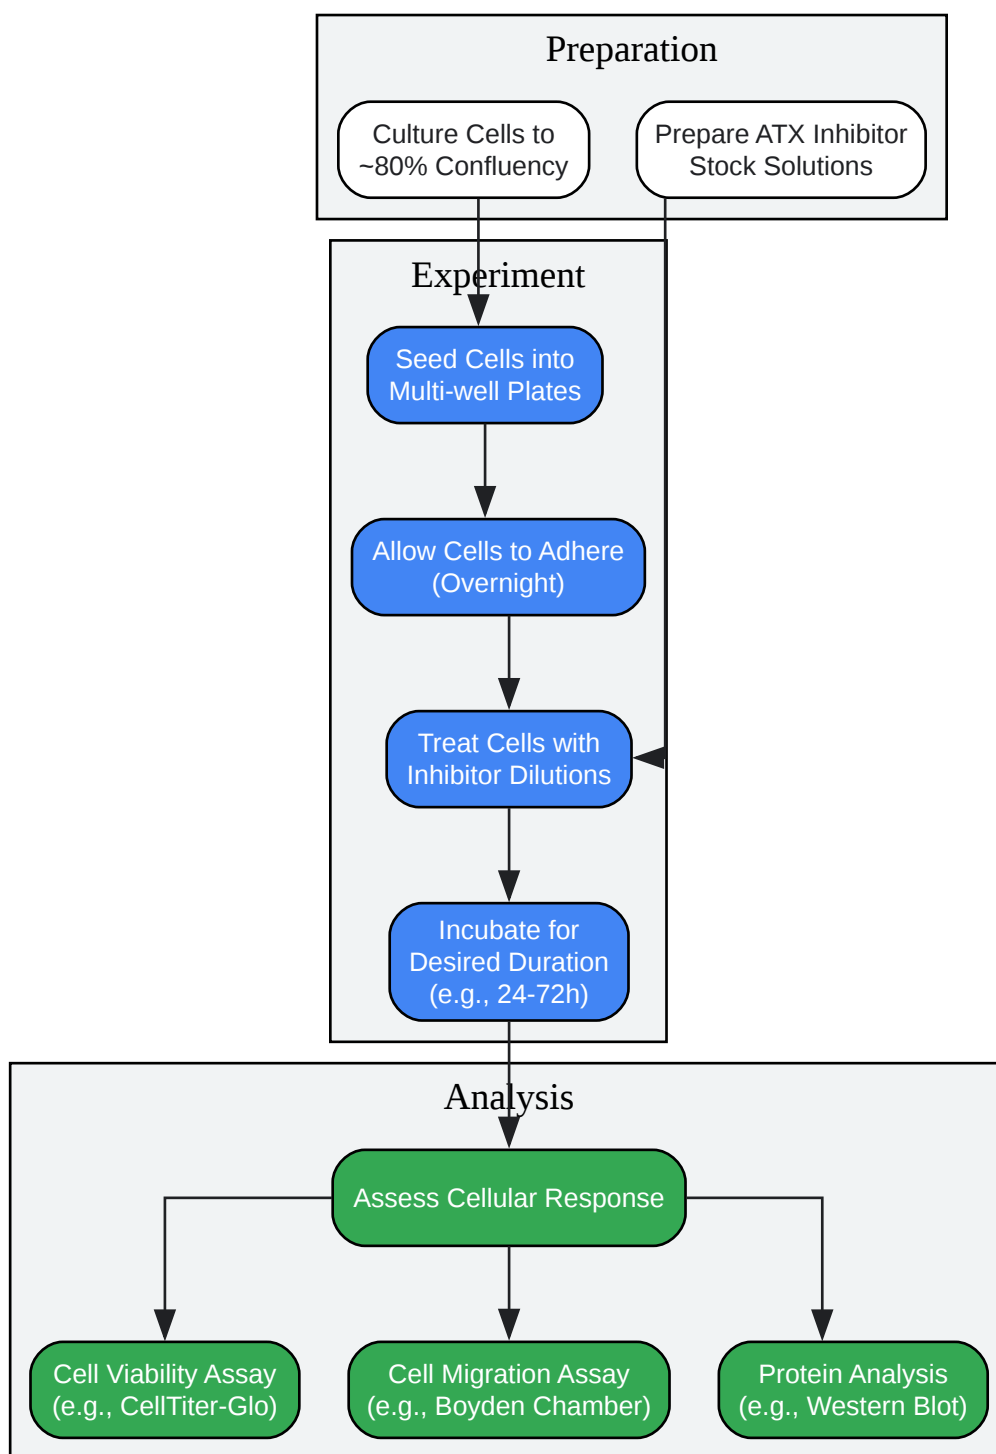 Preparation
Culture Cells to
~80% Confluency
Prepare ATX Inhibitor
Stock Solutions
Experiment
Seed Cells into
Multi-well Plates
Allow Cells to Adhere
(Overnight)
Treat Cells with
Inhibitor Dilutions
Incubate for
Desired Duration
(e.g., 24-72h)
Analysis
Assess Cellular Response
Cell Viability Assay
(e.g., CellTiter-Glo)
Cell Migration Assay
(e.g., Boyden Chamber)
Protein Analysis
(e.g., Western Blot)